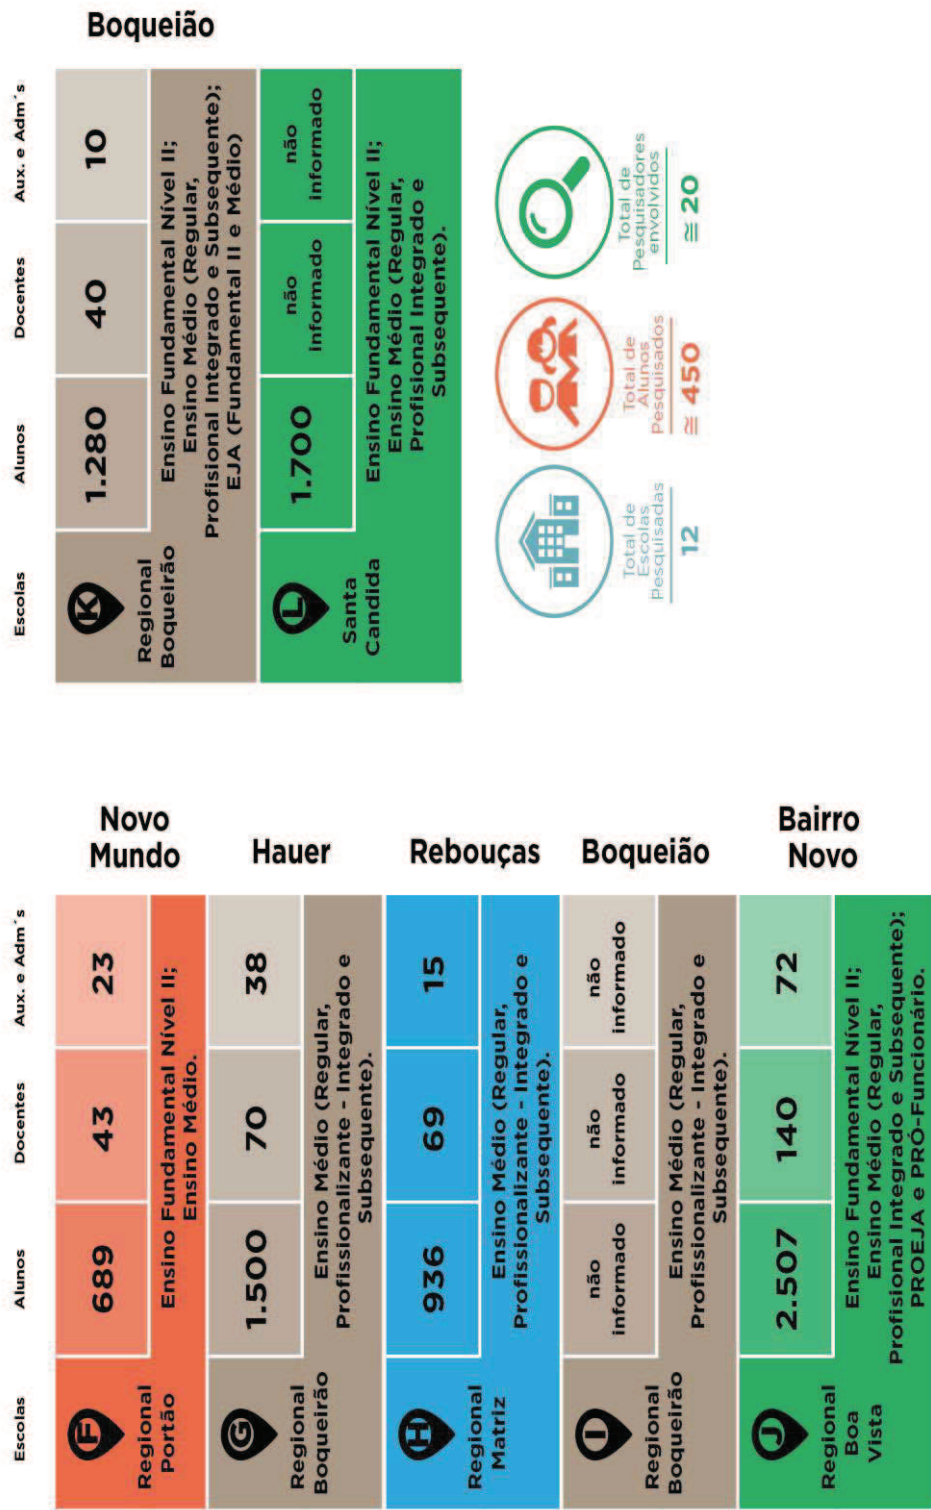 Escolas Alunos Docentes Aux. e Adm´s
F
Regional
Portão
689 43 23
Ensino Fundamental Nível II;
Ensino Médio.
Novo
Mundo
G
Regional
Boqueirão
1.500 70 38
Ensino Médio (Regular,
Profissionalizante - Integrado e
Subsequente).
Hauer
H
Regional
Matriz
936 69 15
Ensino Médio (Regular,
Profissionalizante - Integrado e
Subsequente).
Rebouças
I
Regional
Boqueirão
não não não
informado informado informado
Ensino Médio (Regular,
Profissionalizante - Integrado e
Subsequente).
Boqueião
J
Regional
Boa
Vista
2.507 140 72
Ensino Fundamental Nível II;
Ensino Médio (Regular,
Profisional Integrado e Subsequente);
PROEJA e PRÓ-Funcionário.
Bairro
Novo
Escolas Alunos Docentes Aux. e Adm´s
K
Regional
Boqueirão
1.280 40 10
Ensino Fundamental Nível II;
Ensino Médio (Regular,
Profisional Integrado e Subsequente);
EJA (Fundamental II e Médio)
Boqueião
L
Santa
Candida
1.700
não não
informado informado
Ensino Fundamental Nível II;
Ensino Médio (Regular,
Profisional Integrado e
Subsequente).
Total de
Escolas
Pesquisadas
12
Total de
Alunos
Pesquisados
≅ 450
Total de
Pesquisadores
envolvidos
≅ 20